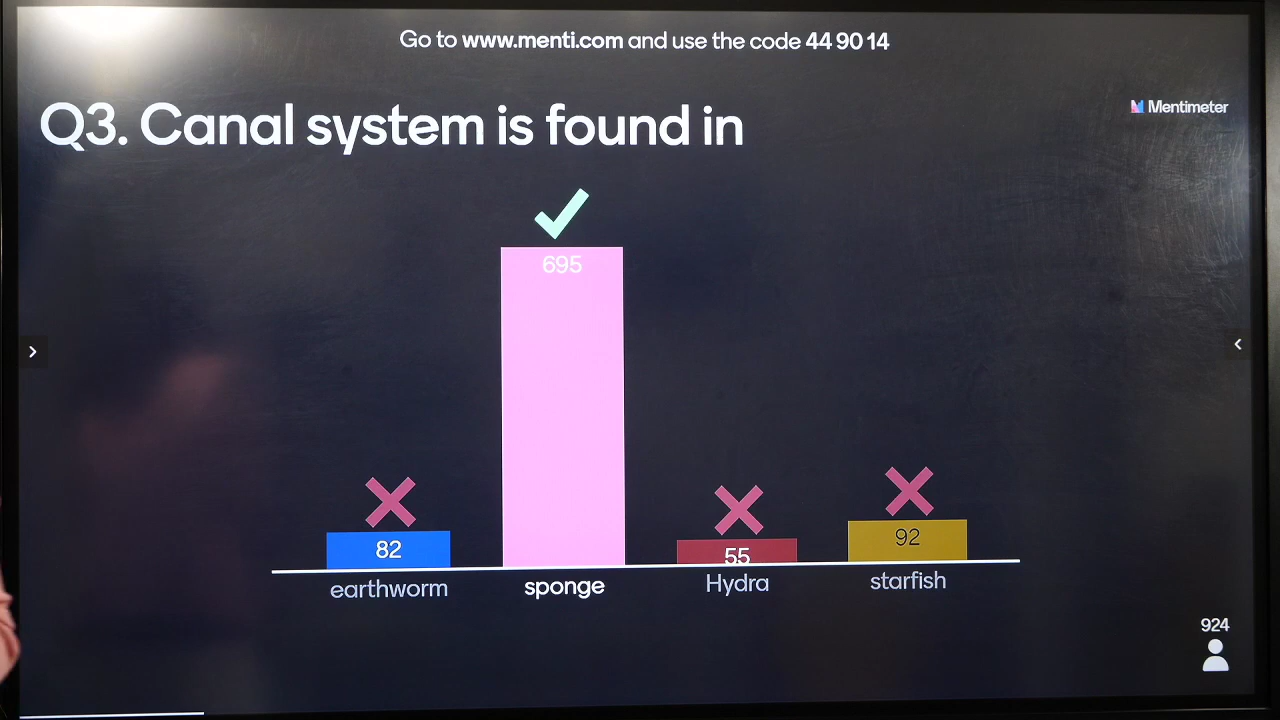 Go to www.menti.com and use the code 44 90 14
Mentimeter
Q3. Canal system is found in
695
82
55
92
earthworm
sponge
Hydra
starfish
924